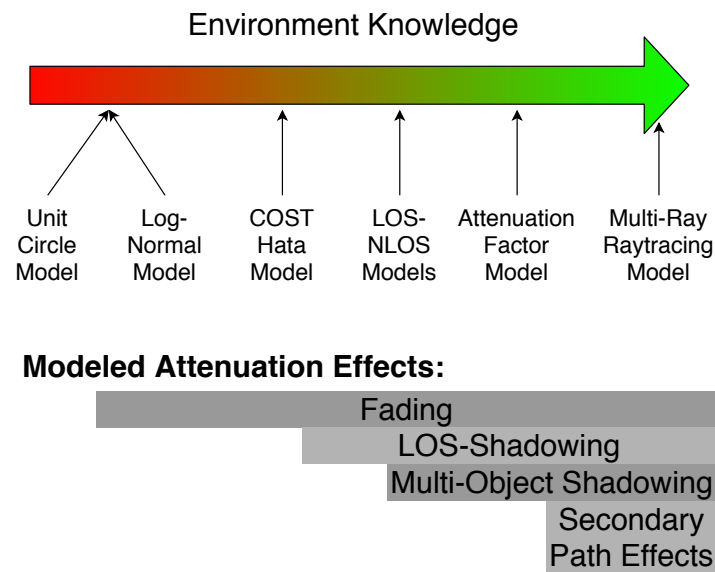 Environment Knowledge
Unit
Circle
Model
Log-
Normal
Model
COST
Hata
Model
LOS-
NLOS
Models
Attenuation
Factor
Model
Multi-Ray
Raytracing
Model
Modeled Attenuation Effects:
Fading
LOS-Shadowing
Multi-Object Shadowing
Secondary
Path Effects